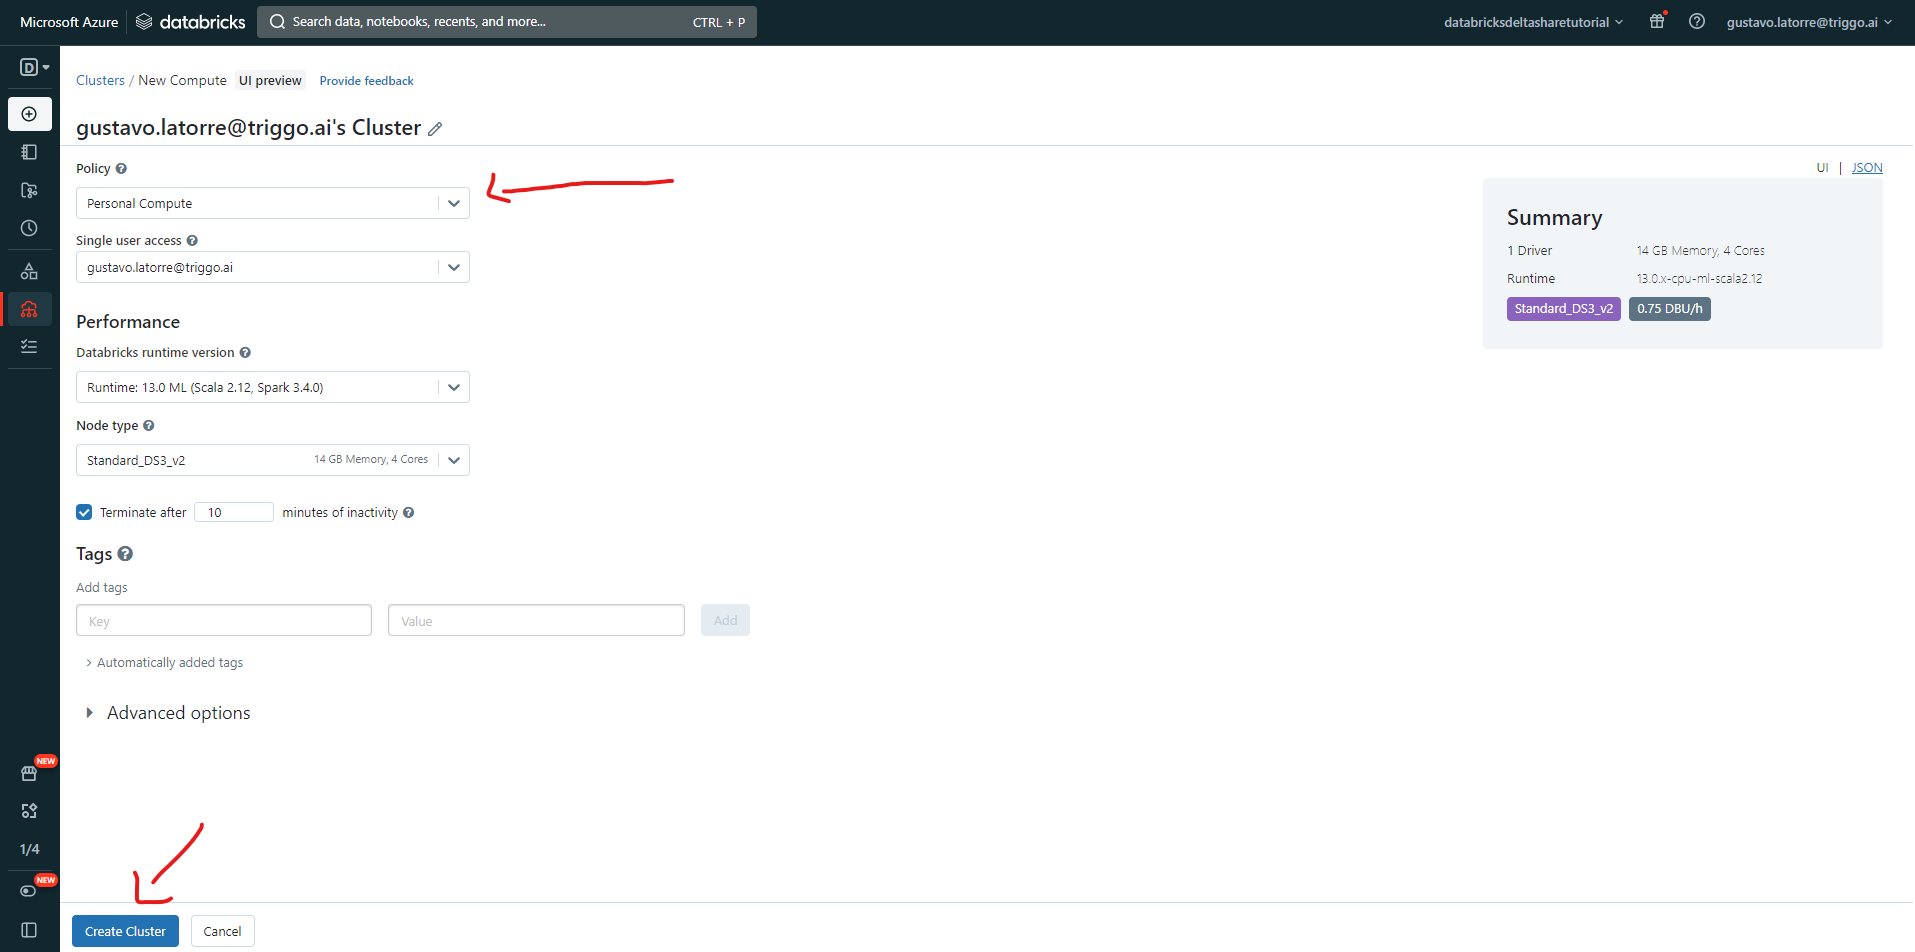 Microsoft Azure databricks Search data, notebooks, recents, and more... CTRL + P databricksdeltasharetutorial gustavo.latorre@triggo.ai
D
Clusters / New Compute UI preview Provide feedback
gustavo.latorre@triggo.ai's Cluster
Policy ?
UI | JSON
Personal Compute
Summary
Single user access ?
1 Driver 14 GB Memory, 4 Cores
gustavo.latorre@triggo.ai
Runtime 13.0.x-cpu-ml-scala2.12
Standard_DS3_v2 0.75 DBU/h
Performance
Databricks runtime version ?
Runtime: 13.0 ML (Scala 2.12, Spark 3.4.0)
Node type ?
Standard_DS3_v2 14 GB Memory, 4 Cores
Terminate after 10 minutes of inactivity ?
Tags ?
Add tags
Key Value Add
Automatically added tags
Advanced options
NEW
1/4
NEW
Create Cluster Cancel